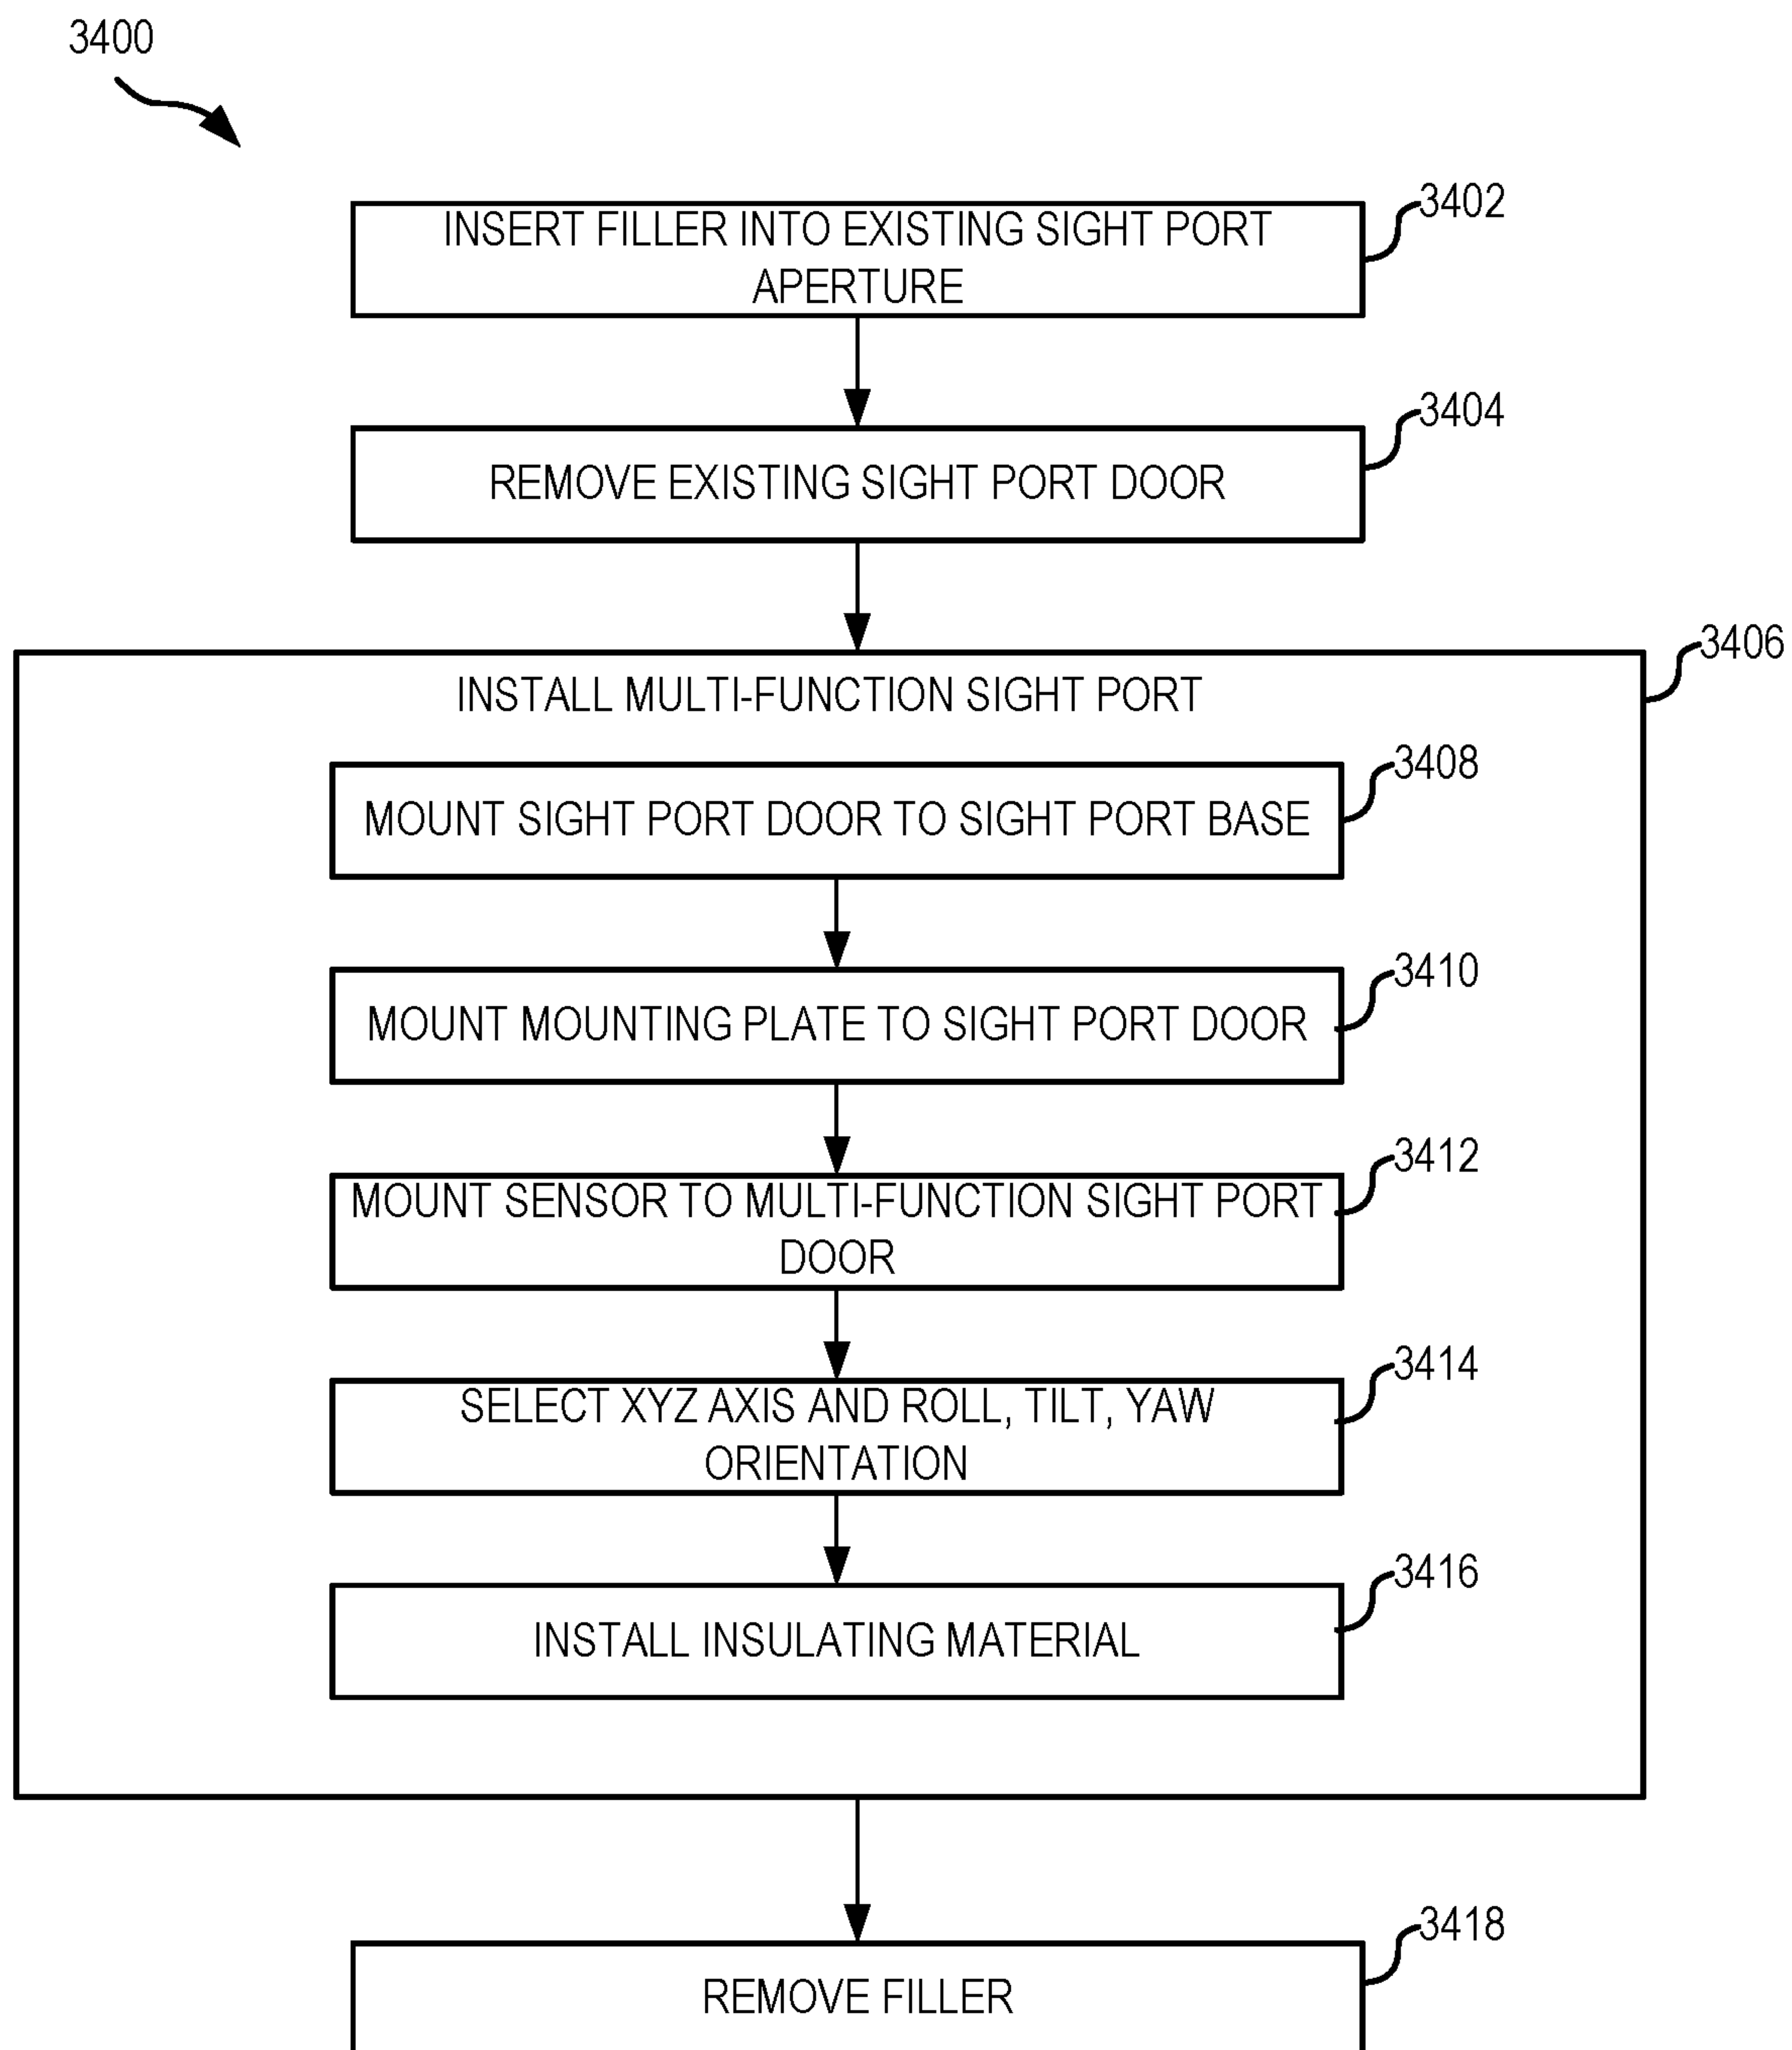 3400
3402
INSERT FILLER INTO EXISTING SIGHT PORT
APERTURE
3404
REMOVE EXISTING SIGHT PORT DOOR
3406
INSTALL MULTI-FUNCTION SIGHT PORT
3408
MOUNT SIGHT PORT DOOR TO SIGHT PORT BASE
3410
MOUNT MOUNTING PLATE TO SIGHT PORT DOOR
3412
MOUNT SENSOR TO MULTI-FUNCTION SIGHT PORT
DOOR
3414
SELECT XYZ AXIS AND ROLL, TILT, YAW
ORIENTATION
3416
INSTALL INSULATING MATERIAL
3418
REMOVE FILLER